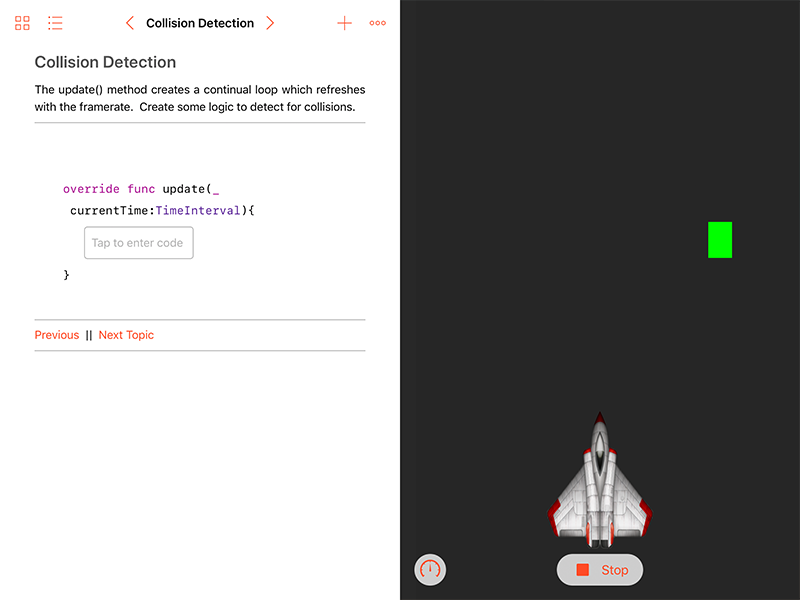 Collision Detection
Collision Detection
The update() method creates a continual loop which refreshes
with the framerate.  Create some logic to detect for collisions.
override func update(_
currentTime:TimeInterval){
Tap to enter code
}
Previous || Next Topic
Stop